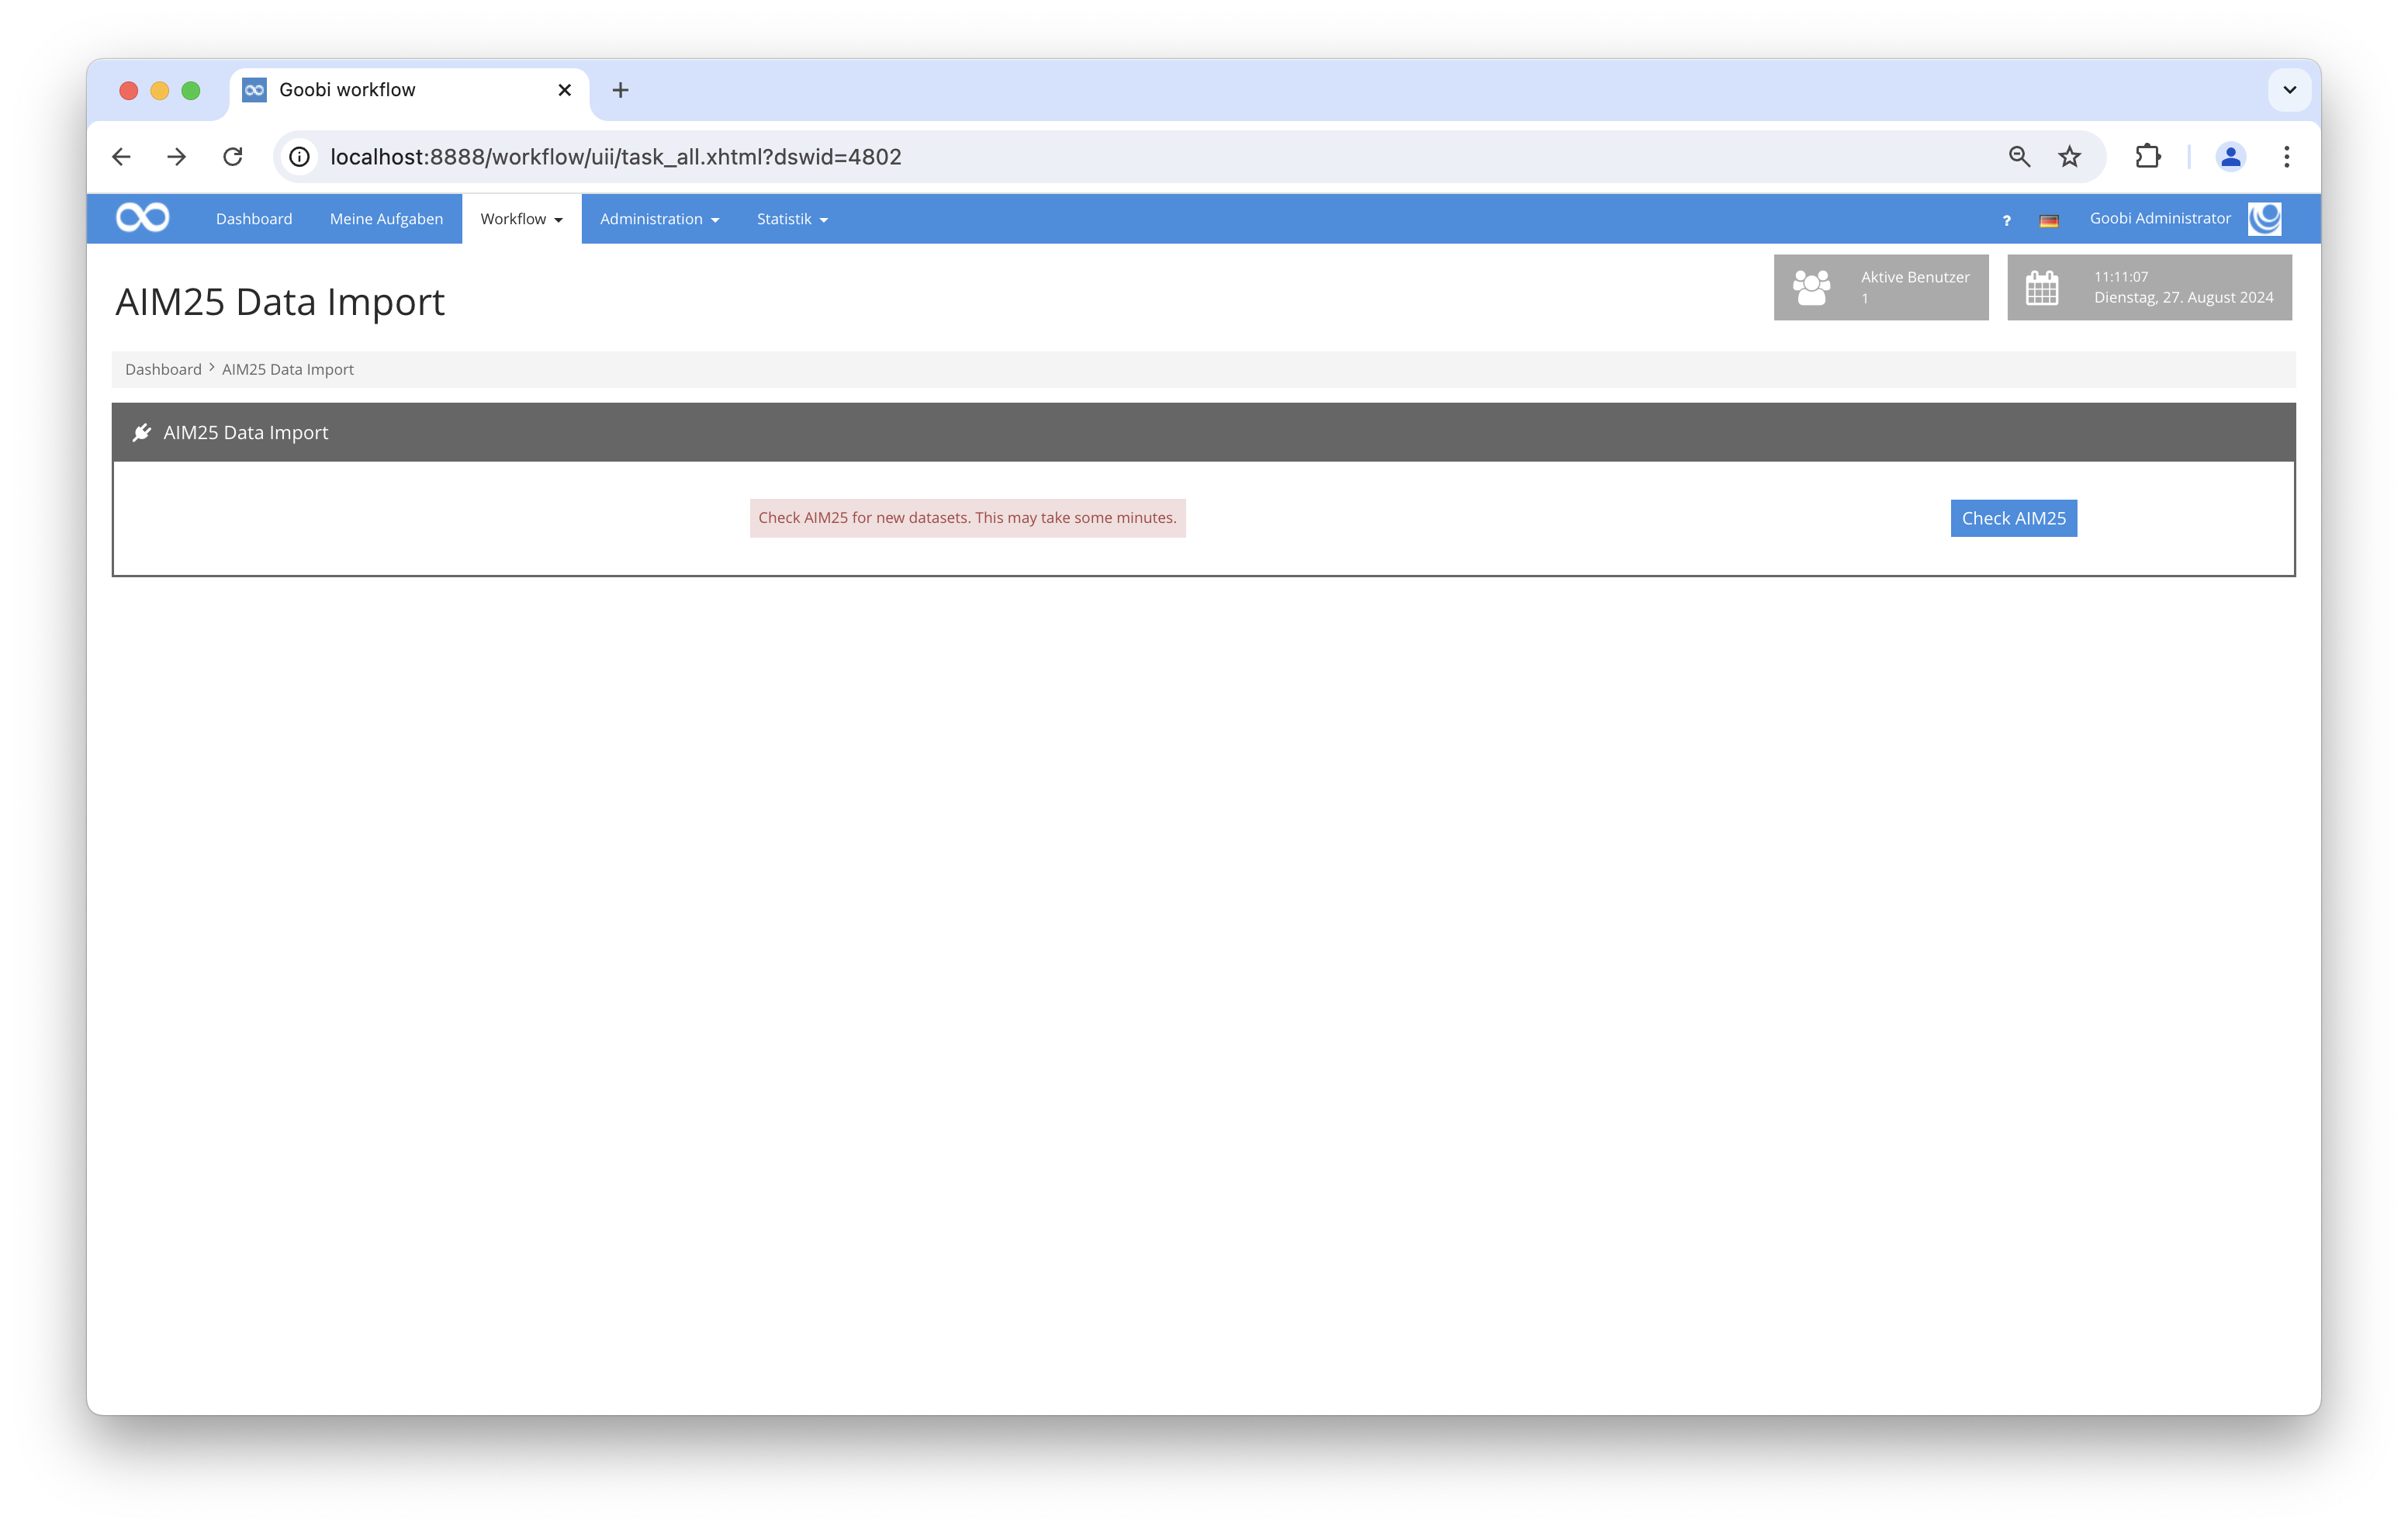 Goobi workflow
localhost:8888/workflow/uii/task_all.xhtml?dswid=4802
Dashboard Meine Aufgaben Workflow Administration Statistik ? Goobi Administrator
AIM25 Data Import
Aktive Benutzer
1
11:11:07
Dienstag, 27. August 2024
Dashboard > AIM25 Data Import
AIM25 Data Import
Check AIM25 for new datasets. This may take some minutes.
Check AIM25